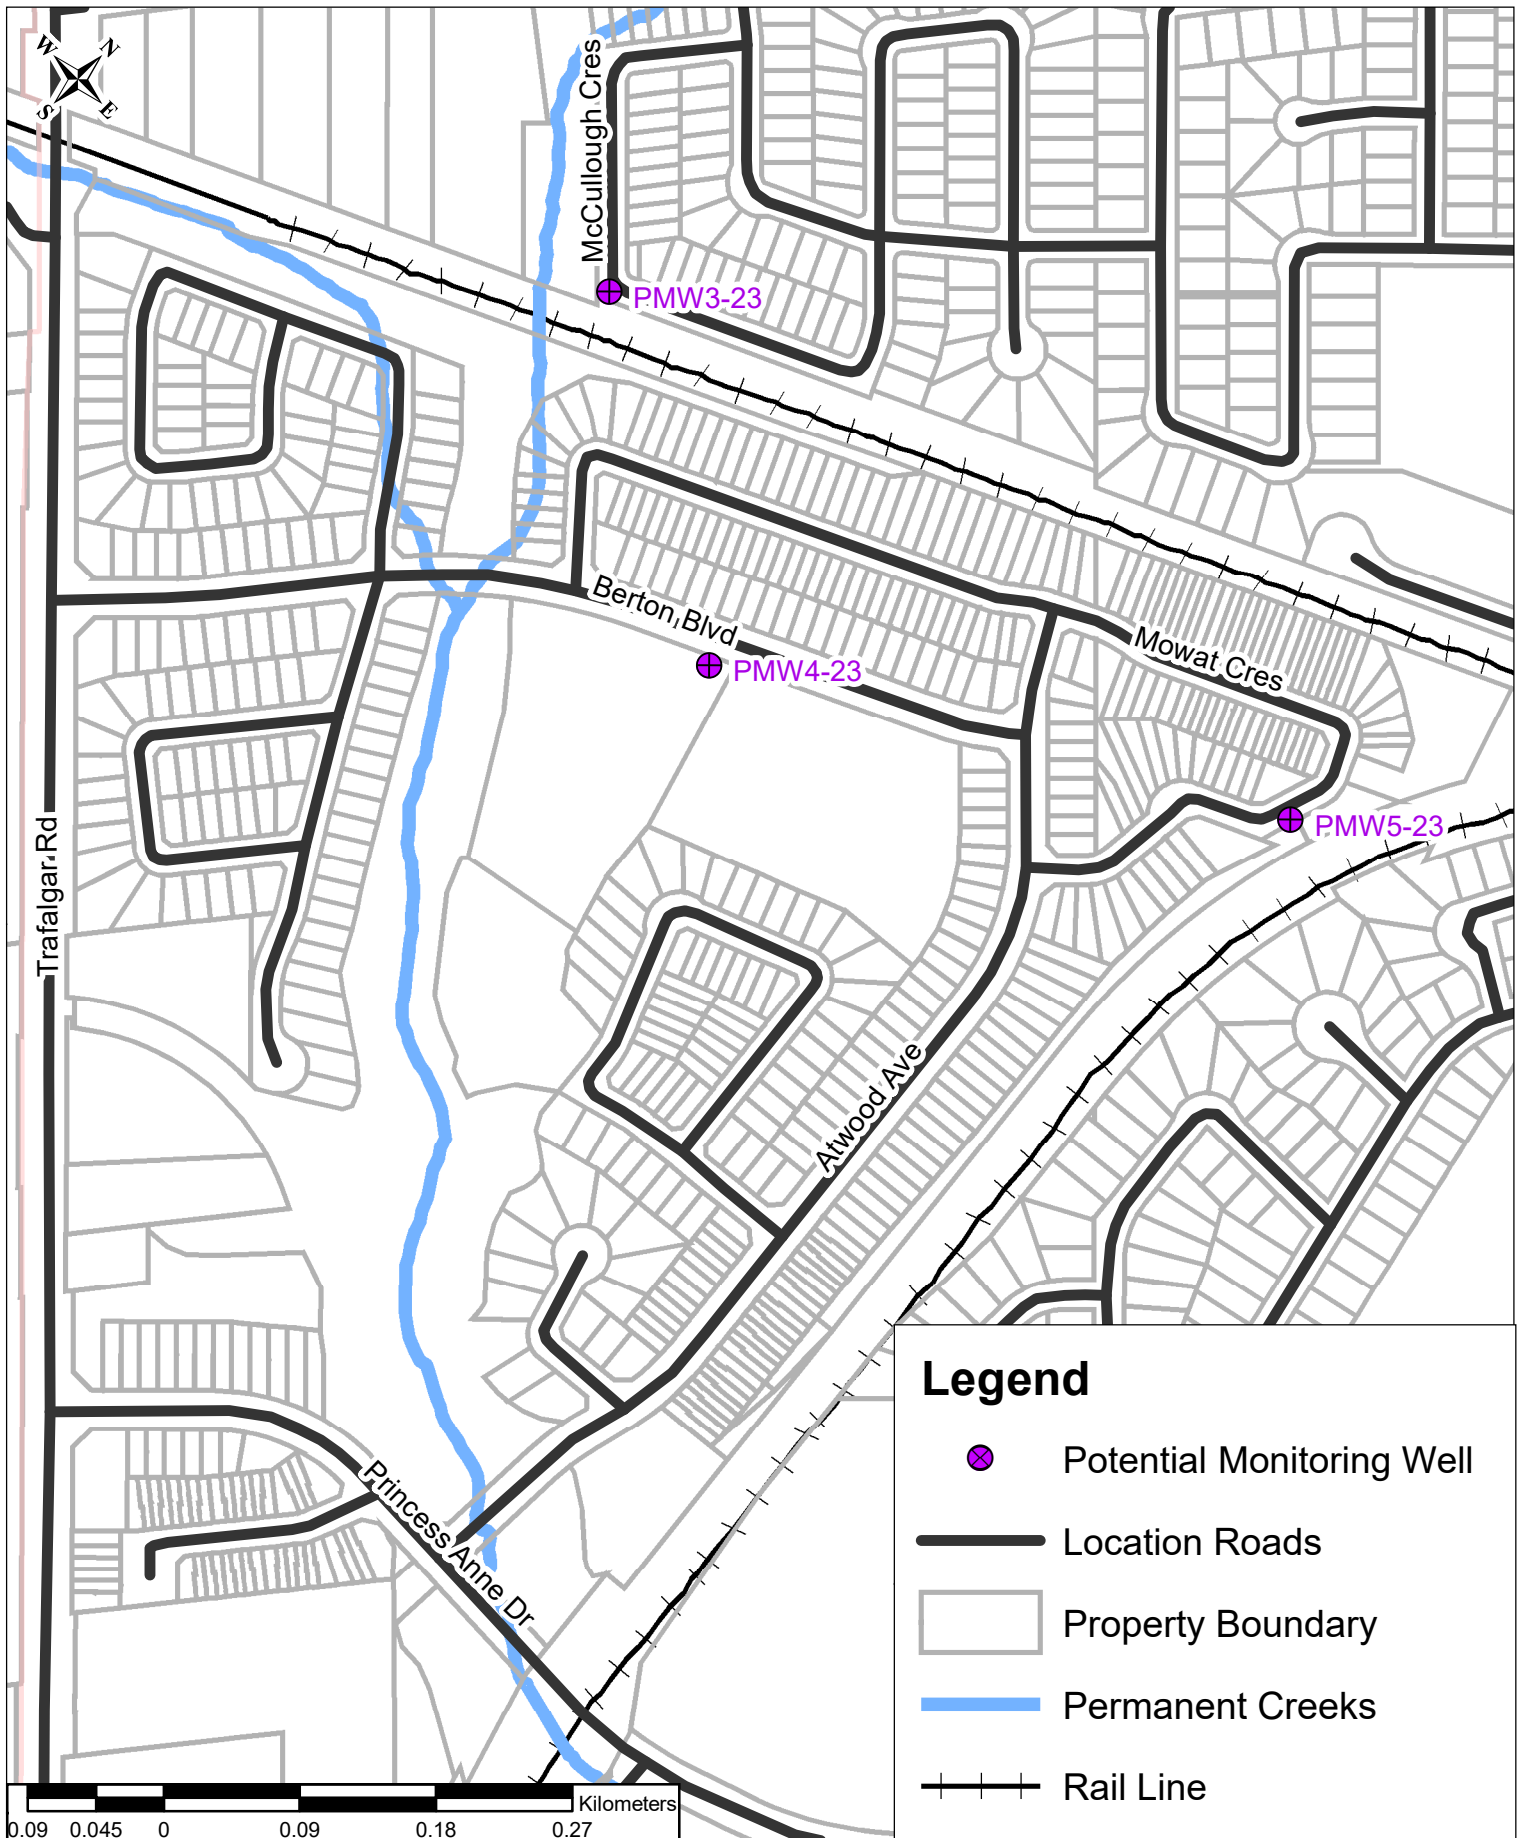 W N
S E
McCullough Cres
PMW3-23
Berton Blvd
PMW4-23
Mowat Cres
PMW5-23
Trafalgar Rd
Atwood Ave
Princess Anne Dr
Legend
Potential Monitoring Well
Location Roads
Property Boundary
Permanent Creeks
Rail Line
Kilometers
0.09 0.045 0 0.09 0.18 0.27